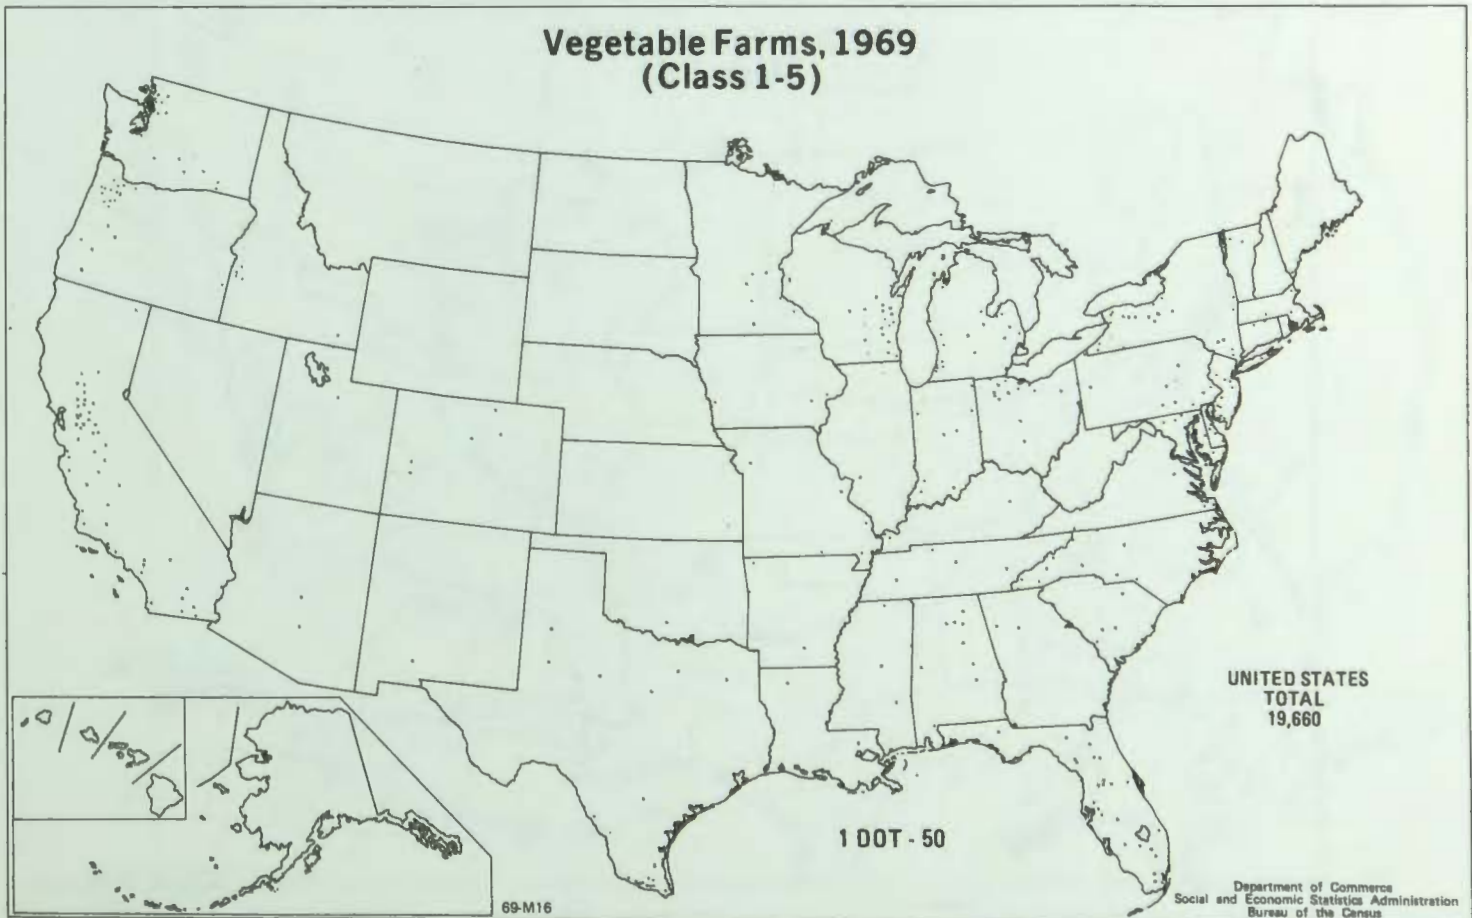 Vegetable Farms, 1969
(Class 1-5)
UNITED STATES
TOTAL
19,660
1 DOT - 50
69-M16
Department of Commerce
Social and Economic Statistics Administration
Bureau of the Census